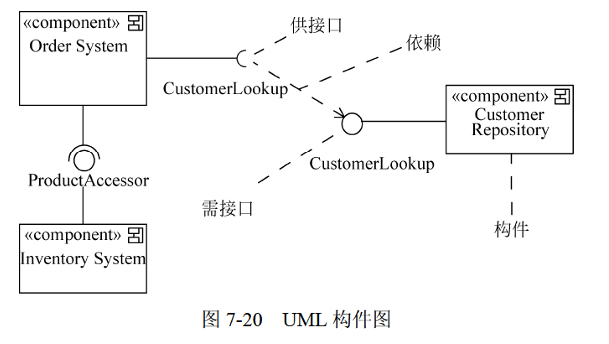 «component»
Order System
供接口
依赖
CustomerLookup
«component»
Customer
Repository
CustomerLookup
ProductAccessor
需接口
构件
«component»
Inventory System
图 7-20 UML 构件图